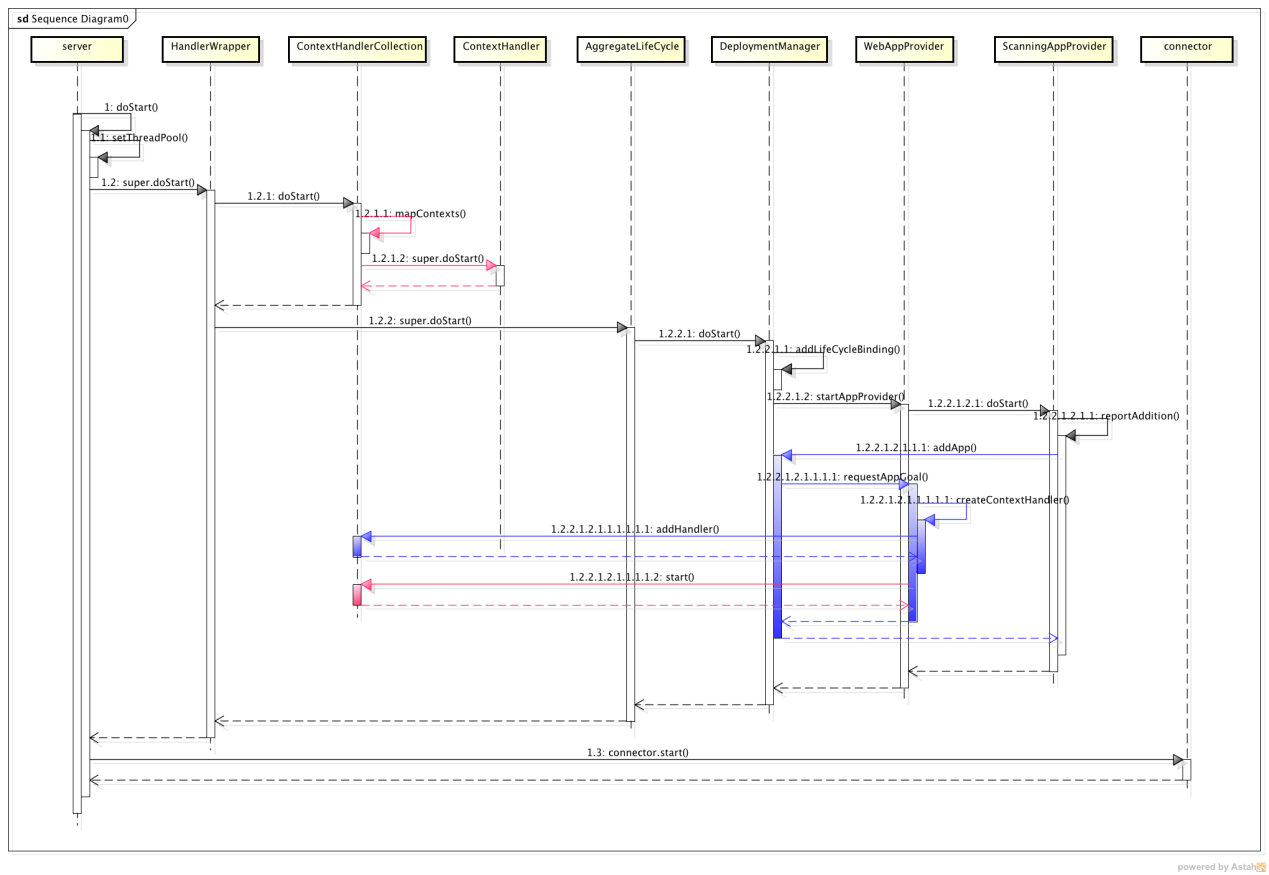 sd Sequence Diagram0
server
HandlerWrapper
ContextHandlerCollection
ContextHandler
AggregateLifeCycle
DeploymentManager
WebAppProvider
ScanningAppProvider
connector
1: doStart()
1.1: setThreadPool()
1.2: super.doStart()
1.2.1: doStart()
1.2.1.1: mapContexts()
1.2.1.2: super.doStart()
1.2.2: super.doStart()
1.2.2.1: doStart()
1.2.2.1.1: addLifeCycleBinding()
1.2.2.1.2: startAppProvider()
1.2.2.1.2.1: doStart()
1.2.2.1.2.1.1: reportAddition()
1.2.2.1.2.1.1.1: addApp()
1.2.2.1.2.1.1.1.1: requestAppGoal()
1.2.2.1.2.1.1.1.1.1: createContextHandler()
1.2.2.1.2.1.1.1.1.1.1: addHandler()
1.2.2.1.2.1.1.1.1.2: start()
1.3: connector.start()
powered by Astah